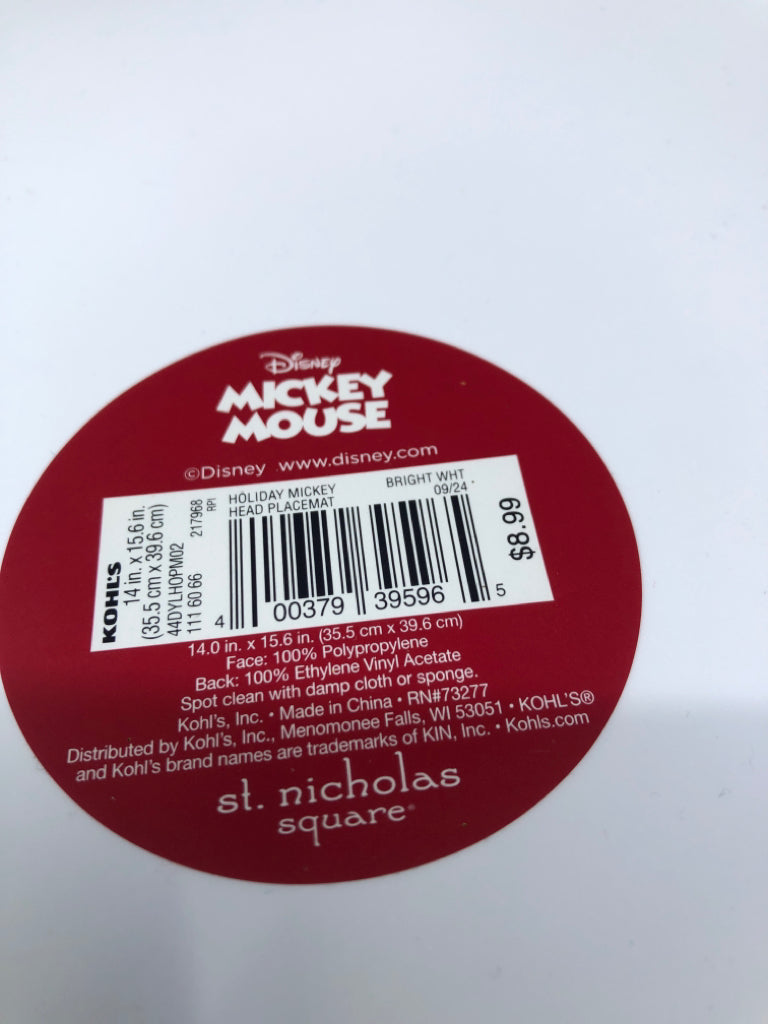 Disney
MICKEY
MOUSE
©Disney www.disney.com
KOHL'S
14 in. x 15.6 in.
(35.5 cm x 39.6 cm)
44DYLHOPM02
111 60 66 217968
RPI
HOLIDAY MICKEY BRIGHT WHT
HEAD PLACEMAT 09/24
$8.99
4 00379 39596 5
14.0 in. x 15.6 in. (35.5 cm x 39.6 cm)
Face: 100% Polypropylene
Back: 100% Ethylene Vinyl Acetate
Spot clean with damp cloth or sponge.
Kohl's, Inc. • Made in China • RN#73277
Distributed by Kohl's, Inc., Menomonee Falls, WI 53051 • KOHL'S®
and Kohl's brand names are trademarks of KIN, Inc. • Kohls.com
st. nicholas
square®